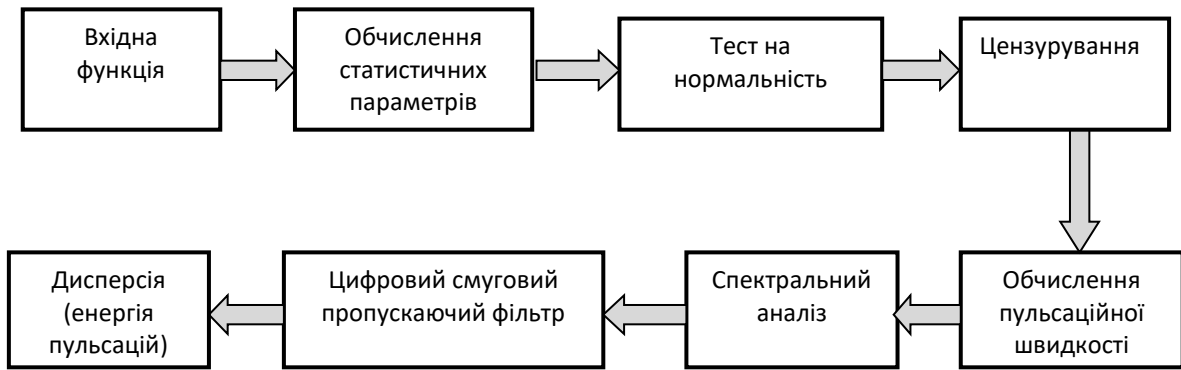 Вхідна
функція
Обчислення
статистичних
параметрів
Тест на
нормальність
Цензурування
Дисперсія
(енергія
пульсацій)
Цифровий смуговий
пропускаючий фільтр
Спектральний
аналіз
Обчислення
пульсаційної
швидкості